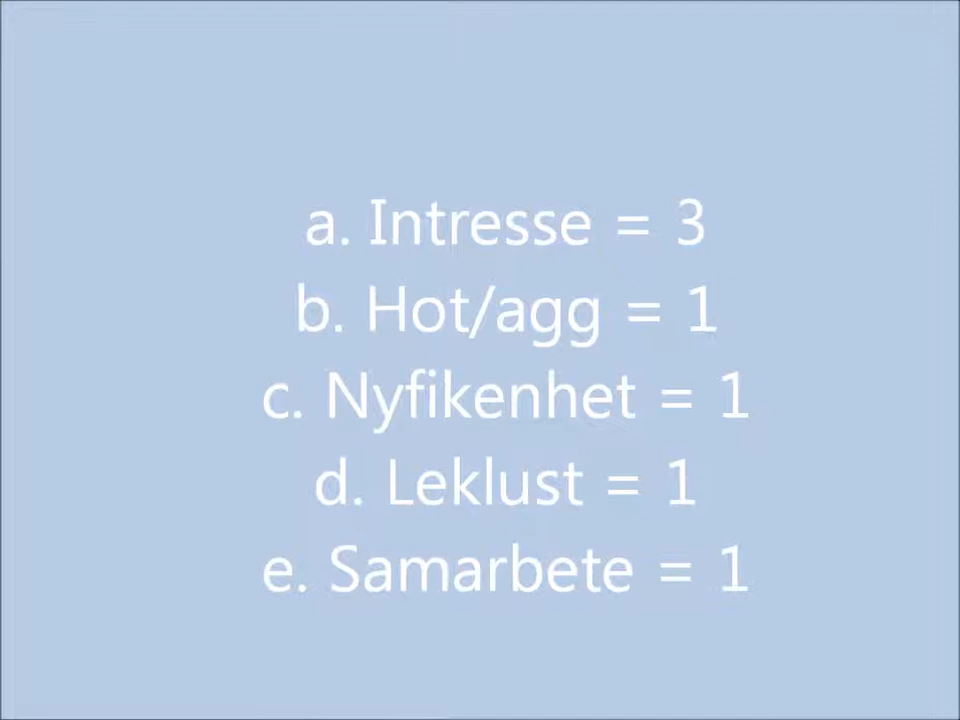 a. Intresse = 3
b. Hot/agg = 1
c. Nyfikenhet = 1
d. Leklust = 1
e. Samarbete = 1